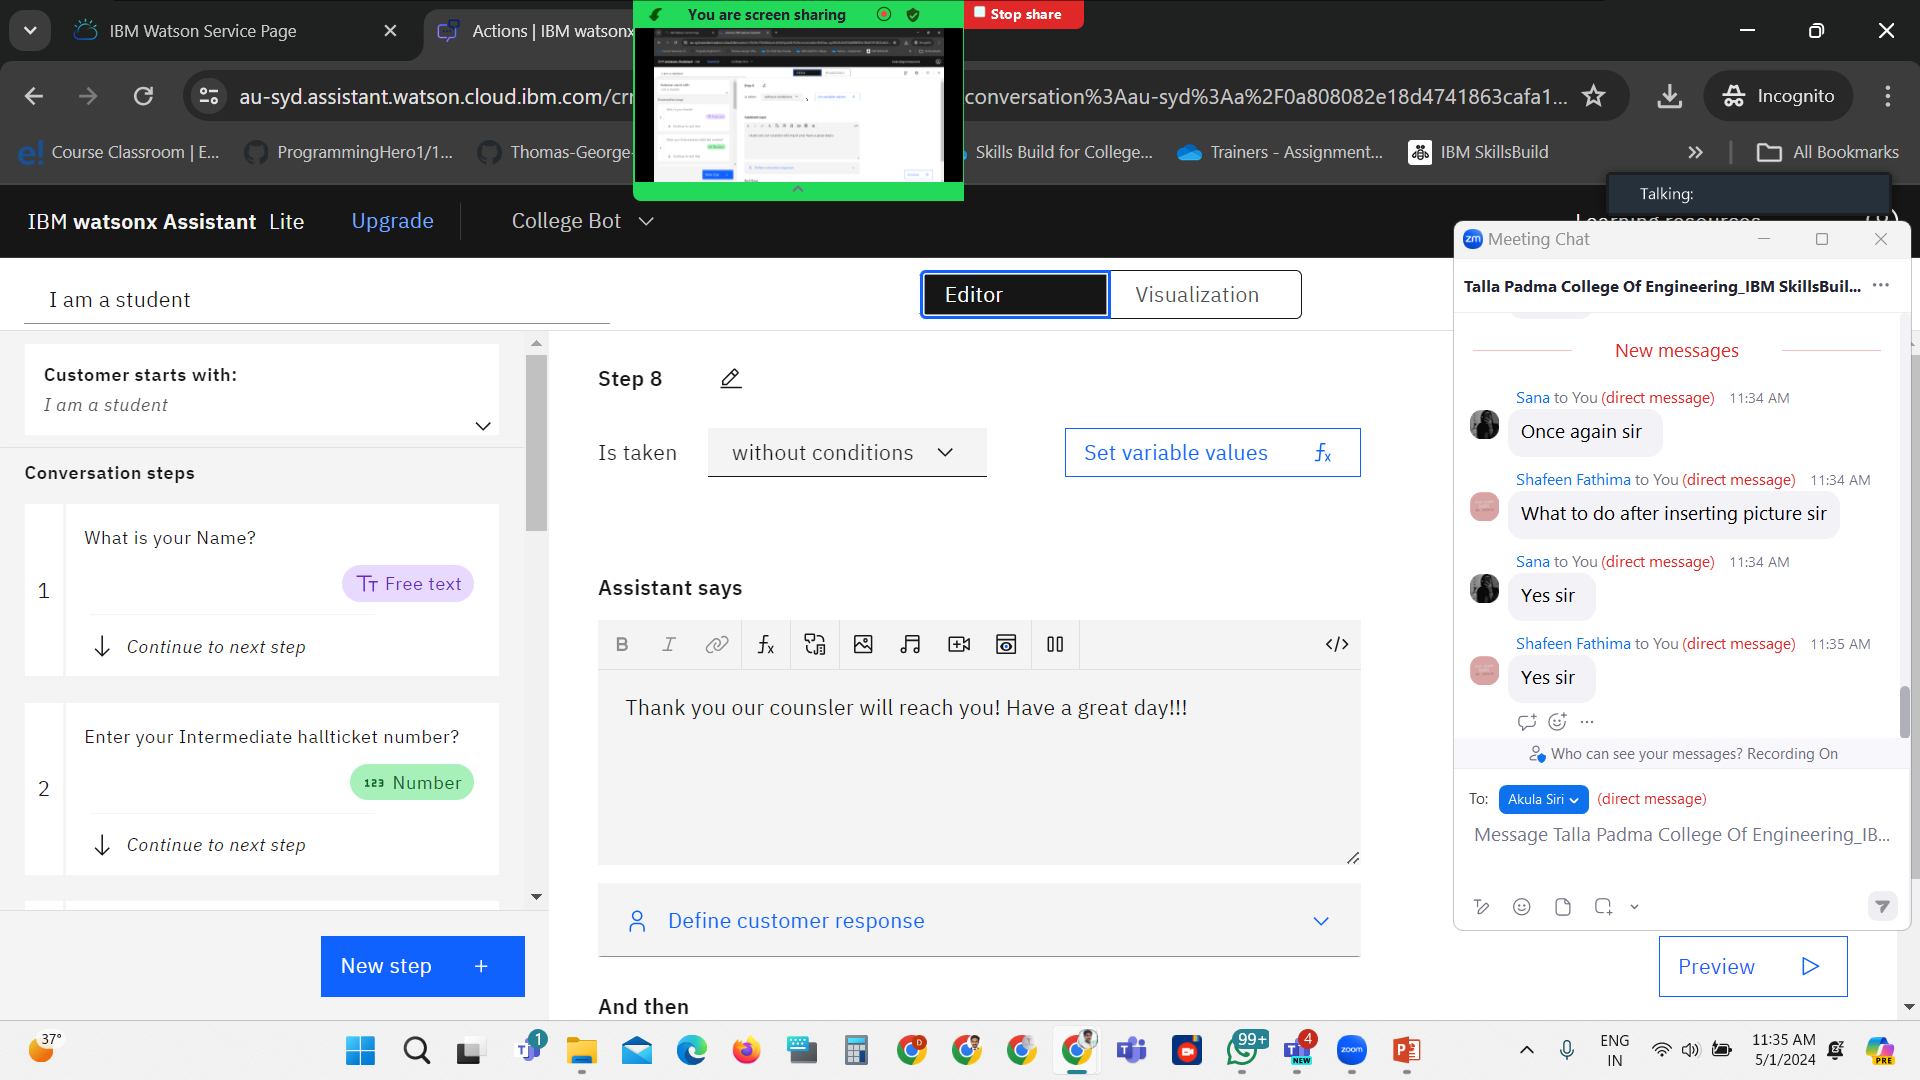 IBM Watson Service Page
Actions | IBM watsonx
You are screen sharing
Stop share
au-syd.assistant.watson.cloud.ibm.com/cr
conversation%3Aau-syd%3Aa%2F0a808082e18d4741863cafa1...
Incognito
Course Classroom | E...
ProgrammingHero1/1...
Thomas-George-
Skills Build for College...
Trainers - Assignment...
IBM SkillsBuild
All Bookmarks
Talking:
IBM watsonx Assistant Lite
Upgrade
College Bot
Learning resources
I am a student
Editor
Visualization
Customer starts with:
I am a student
Conversation steps
1
What is your Name?
Free text
Continue to next step
2
Enter your Intermediate hallticket number?
123 Number
Continue to next step
New step +
Step 8
Is taken
without conditions
Set variable values
Assistant says
Thank you our counsler will reach you! Have a great day!!!
Define customer response
And then
Preview
zm Meeting Chat
Talla Padma College Of Engineering_IBM SkillsBuil...
New messages
Sana to You (direct message) 11:34 AM
Once again sir
Shafeen Fathima to You (direct message) 11:34 AM
What to do after inserting picture sir
Sana to You (direct message) 11:34 AM
Yes sir
Shafeen Fathima to You (direct message) 11:35 AM
Yes sir
Who can see your messages? Recording On
To: Akula Siri (direct message)
Message Talla Padma College Of Engineering_IB...
37°
1
99+
4
NEW
zoom
ENG
IN
11:35 AM
5/1/2024
PRE